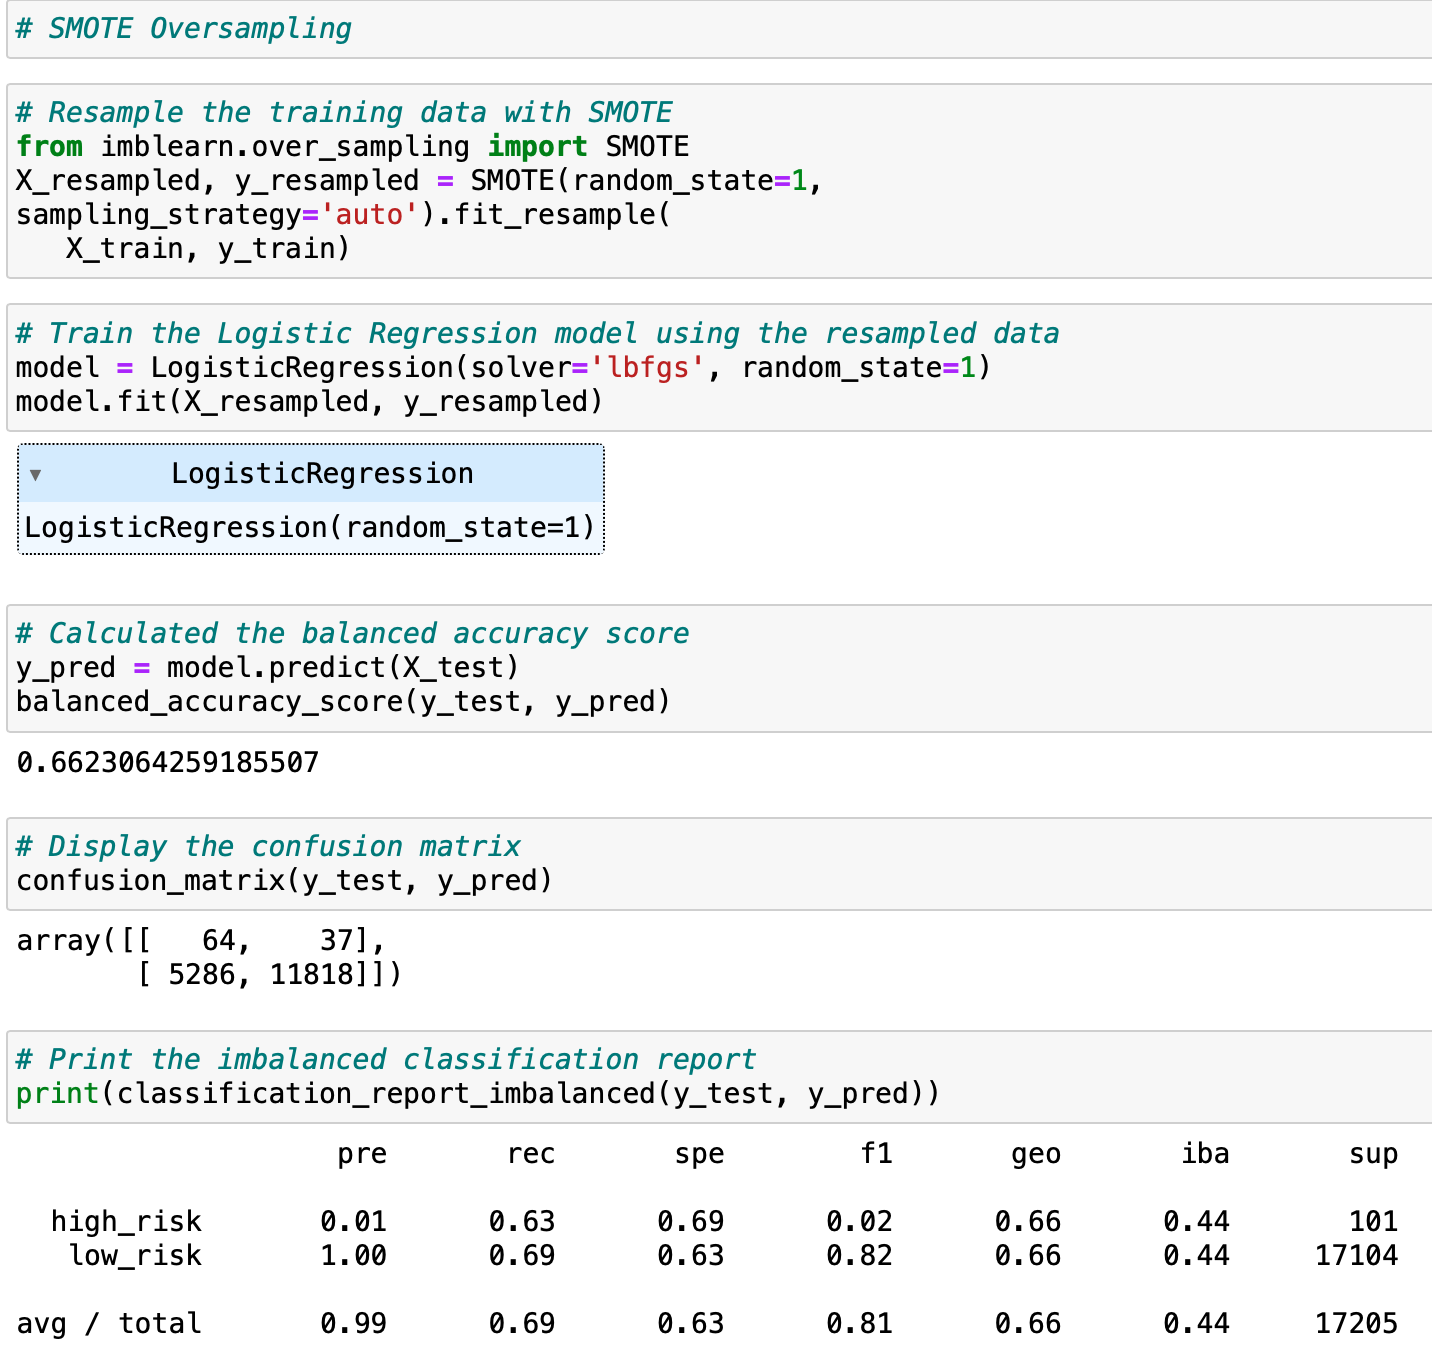 # SMOTE Oversampling
# Resample the training data with SMOTE
from imblearn.over_sampling import SMOTE
X_resampled, y_resampled = SMOTE(random_state=1,
sampling_strategy='auto').fit_resample(
   X_train, y_train)
# Train the Logistic Regression model using the resampled data
model = LogisticRegression(solver='lbfgs', random_state=1)
model.fit(X_resampled, y_resampled)
▼ LogisticRegression
LogisticRegression(random_state=1)
# Calculated the balanced accuracy score
y_pred = model.predict(X_test)
balanced_accuracy_score(y_test, y_pred)
0.6623064259185507
# Display the confusion matrix
confusion_matrix(y_test, y_pred)
array([[   64,    37],
       [ 5286, 11818]])
# Print the imbalanced classification report
print(classification_report_imbalanced(y_test, y_pred))
                   pre       rec       spe        f1       geo       iba       sup
  high_risk       0.01      0.63      0.69      0.02      0.66      0.44       101
   low_risk       1.00      0.69      0.63      0.82      0.66      0.44     17104
avg / total       0.99      0.69      0.63      0.81      0.66      0.44     17205